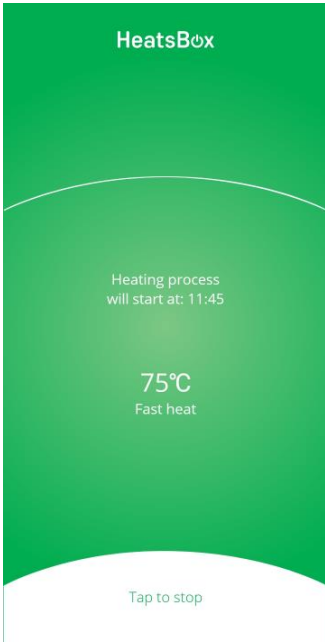 HeatsBox
Heating process
will start at: 11:45
75℃
Fast heat
Tap to stop